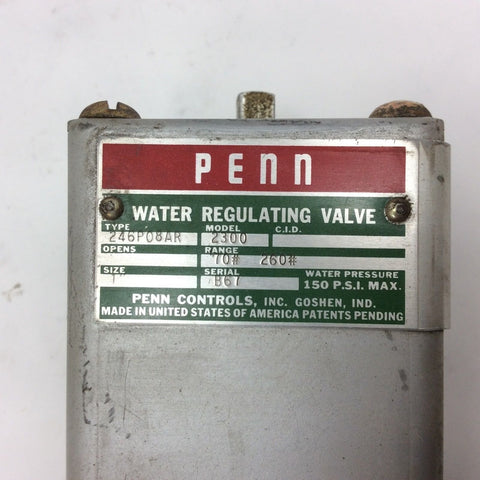 PENN
WATER REGULATING VALVE
TYPE MODEL C.I.D.
246P08AR 2300
OPENS RANGE
70# 260#
SIZE SERIAL WATER PRESSURE
1 B67 150 P.S.I. MAX.
PENN CONTROLS, INC. GOSHEN, IND.
MADE IN UNITED STATES OF AMERICA PATENTS PENDING